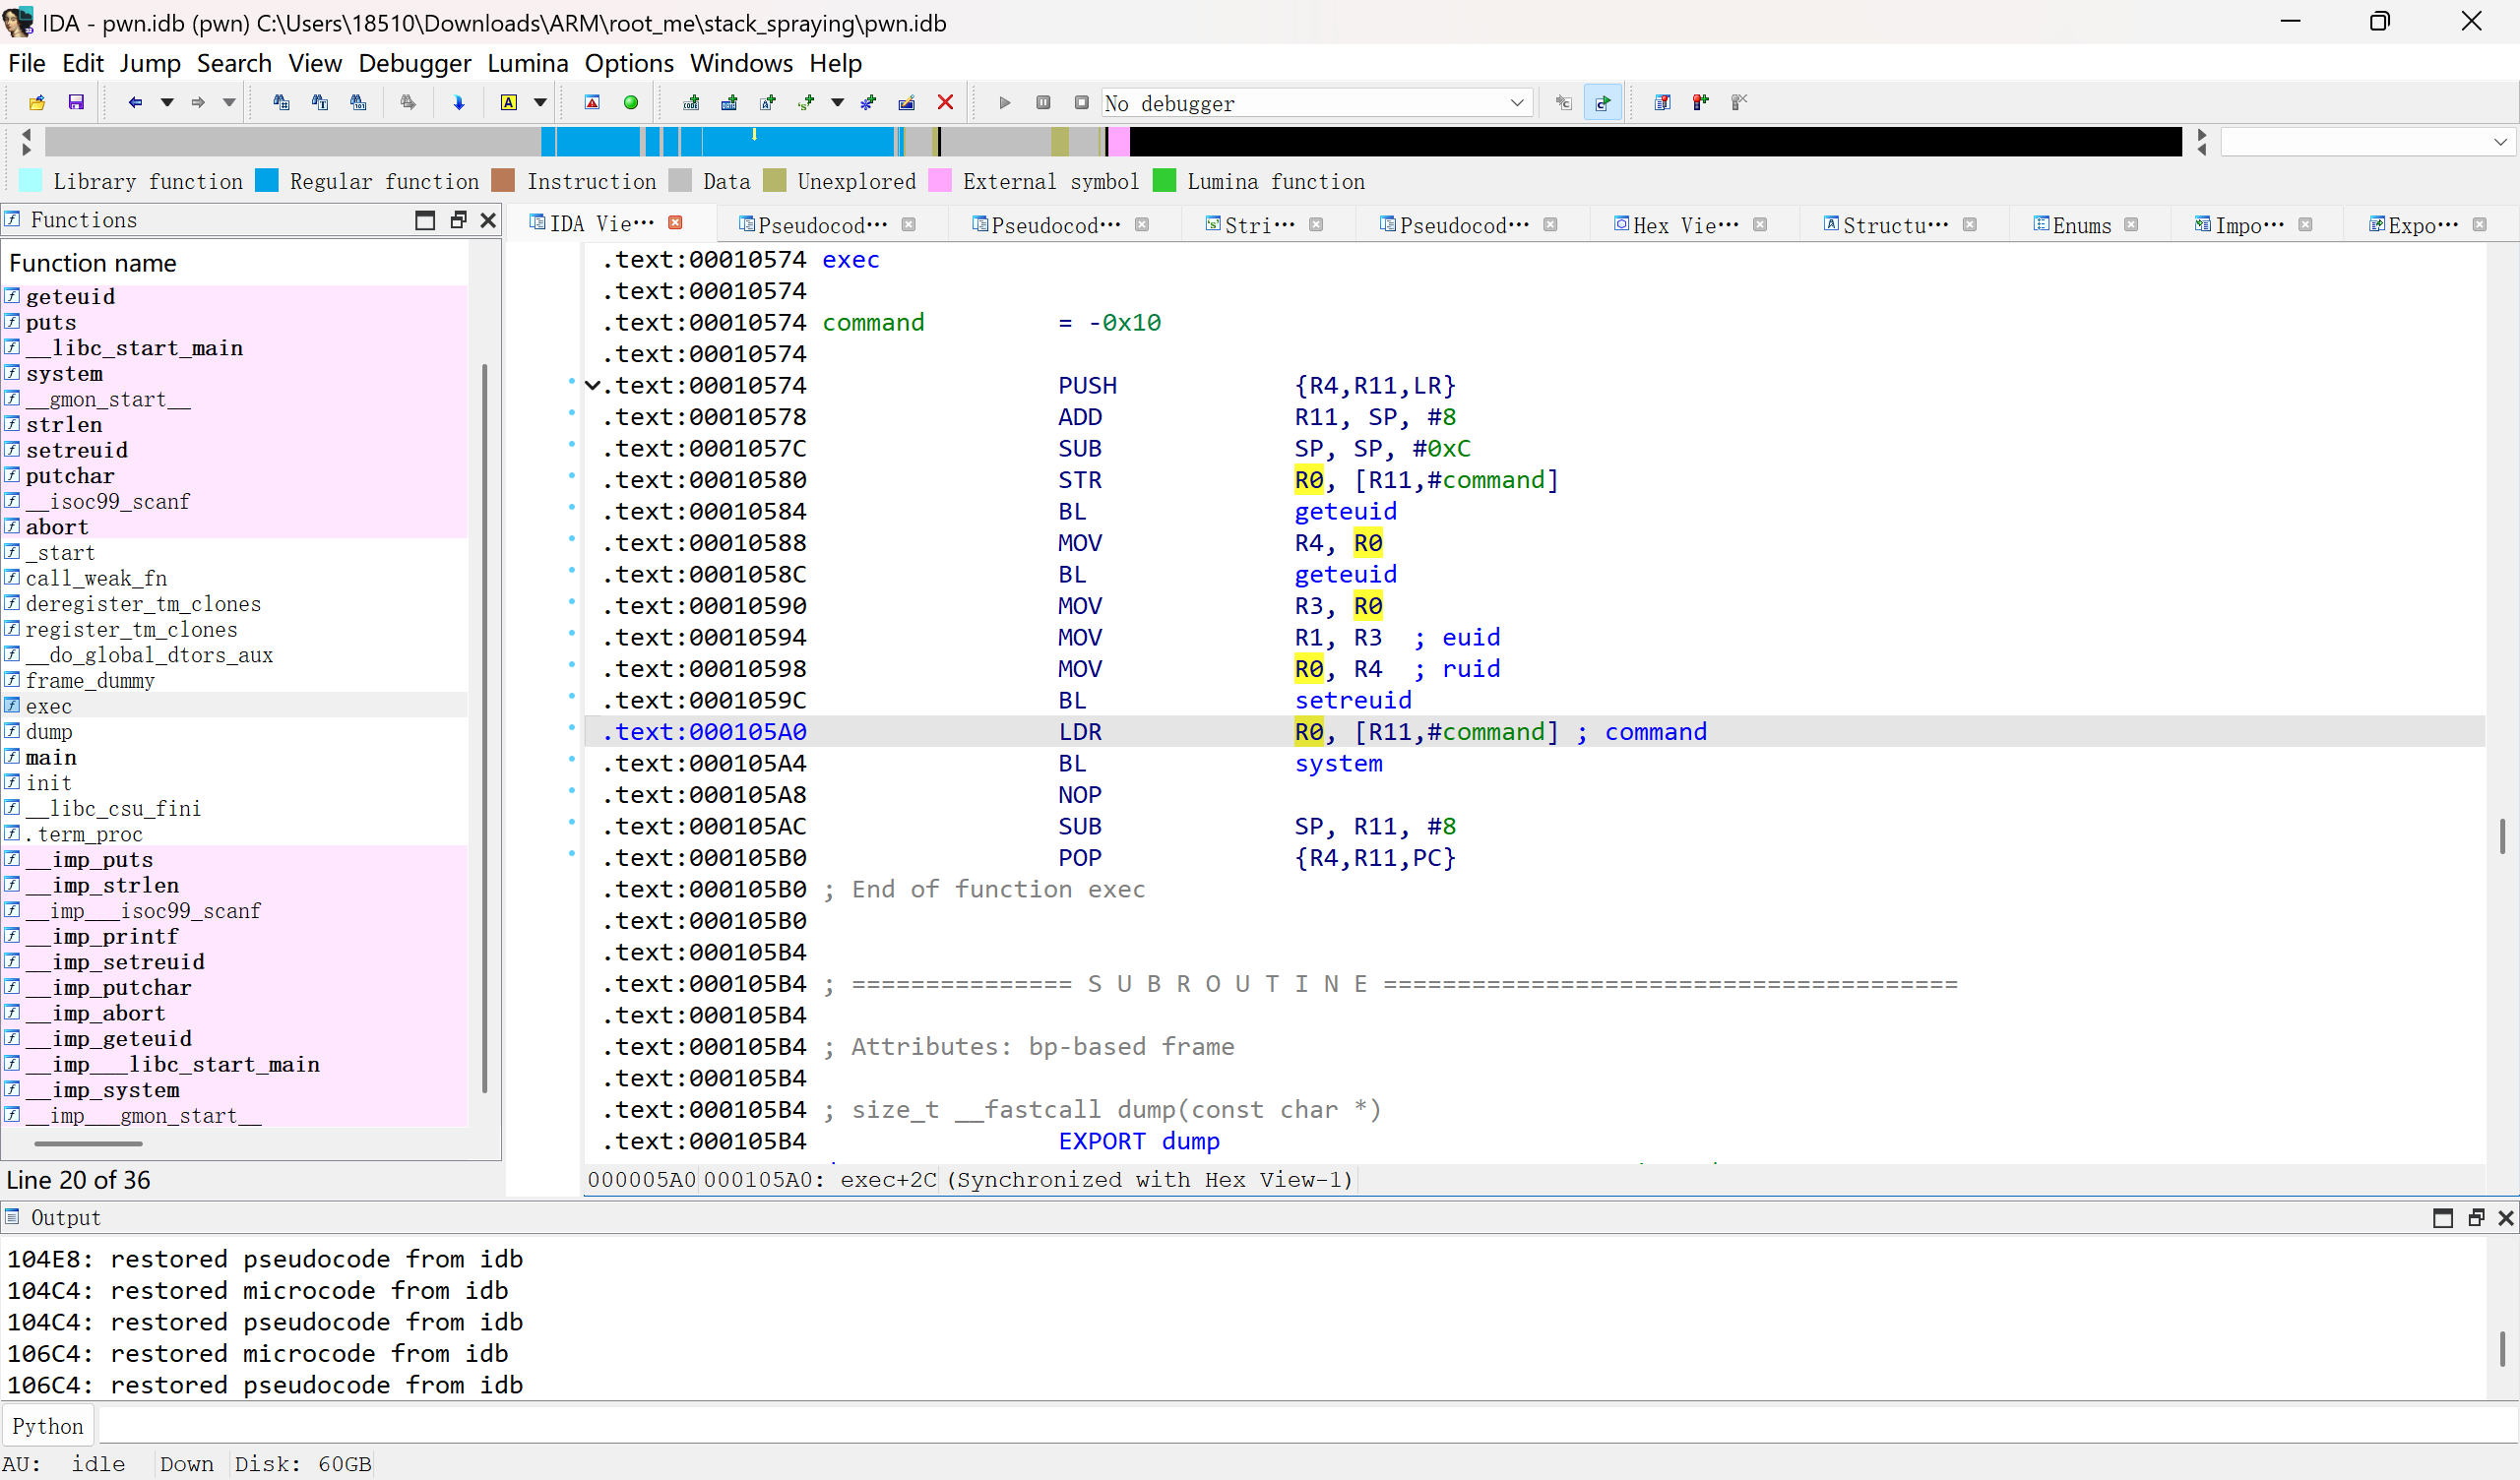 IDA - pwn.idb (pwn) C:\Users\18510\Downloads\ARM\root_me\stack_spraying\pwn.idb
File Edit Jump Search View Debugger Lumina Options Windows Help
No debugger
Library function Regular function Instruction Data Unexplored External symbol Lumina function
Functions
IDA Vie··· Pseudocod··· Pseudocod··· Stri··· Pseudocod··· Hex Vie··· Structu··· Enums Impo··· Expo···
Function name
geteuid
puts
__libc_start_main
system
__gmon_start__
strlen
setreuid
putchar
__isoc99_scanf
abort
_start
call_weak_fn
deregister_tm_clones
register_tm_clones
__do_global_dtors_aux
frame_dummy
exec
dump
main
init
__libc_csu_fini
.term_proc
__imp_puts
__imp_strlen
__imp___isoc99_scanf
__imp_printf
__imp_setreuid
__imp_putchar
__imp_abort
__imp_geteuid
__imp___libc_start_main
__imp_system
__imp___gmon_start__
Line 20 of 36
.text:00010574 exec
.text:00010574
.text:00010574 command = -0x10
.text:00010574
.text:00010574 PUSH {R4,R11,LR}
.text:00010578 ADD R11, SP, #8
.text:0001057C SUB SP, SP, #0xC
.text:00010580 STR R0, [R11,#command]
.text:00010584 BL geteuid
.text:00010588 MOV R4, R0
.text:0001058C BL geteuid
.text:00010590 MOV R3, R0
.text:00010594 MOV R1, R3 ; euid
.text:00010598 MOV R0, R4 ; ruid
.text:0001059C BL setreuid
.text:000105A0 LDR R0, [R11,#command] ; command
.text:000105A4 BL system
.text:000105A8 NOP
.text:000105AC SUB SP, R11, #8
.text:000105B0 POP {R4,R11,PC}
.text:000105B0 ; End of function exec
.text:000105B0
.text:000105B4
.text:000105B4 ; =============== S U B R O U T I N E =======================================
.text:000105B4
.text:000105B4 ; Attributes: bp-based frame
.text:000105B4
.text:000105B4 ; size_t __fastcall dump(const char *)
.text:000105B4 EXPORT dump
000005A0 000105A0: exec+2C (Synchronized with Hex View-1)
Output
104E8: restored pseudocode from idb
104C4: restored microcode from idb
104C4: restored pseudocode from idb
106C4: restored microcode from idb
106C4: restored pseudocode from idb
Python
AU: idle Down Disk: 60GB